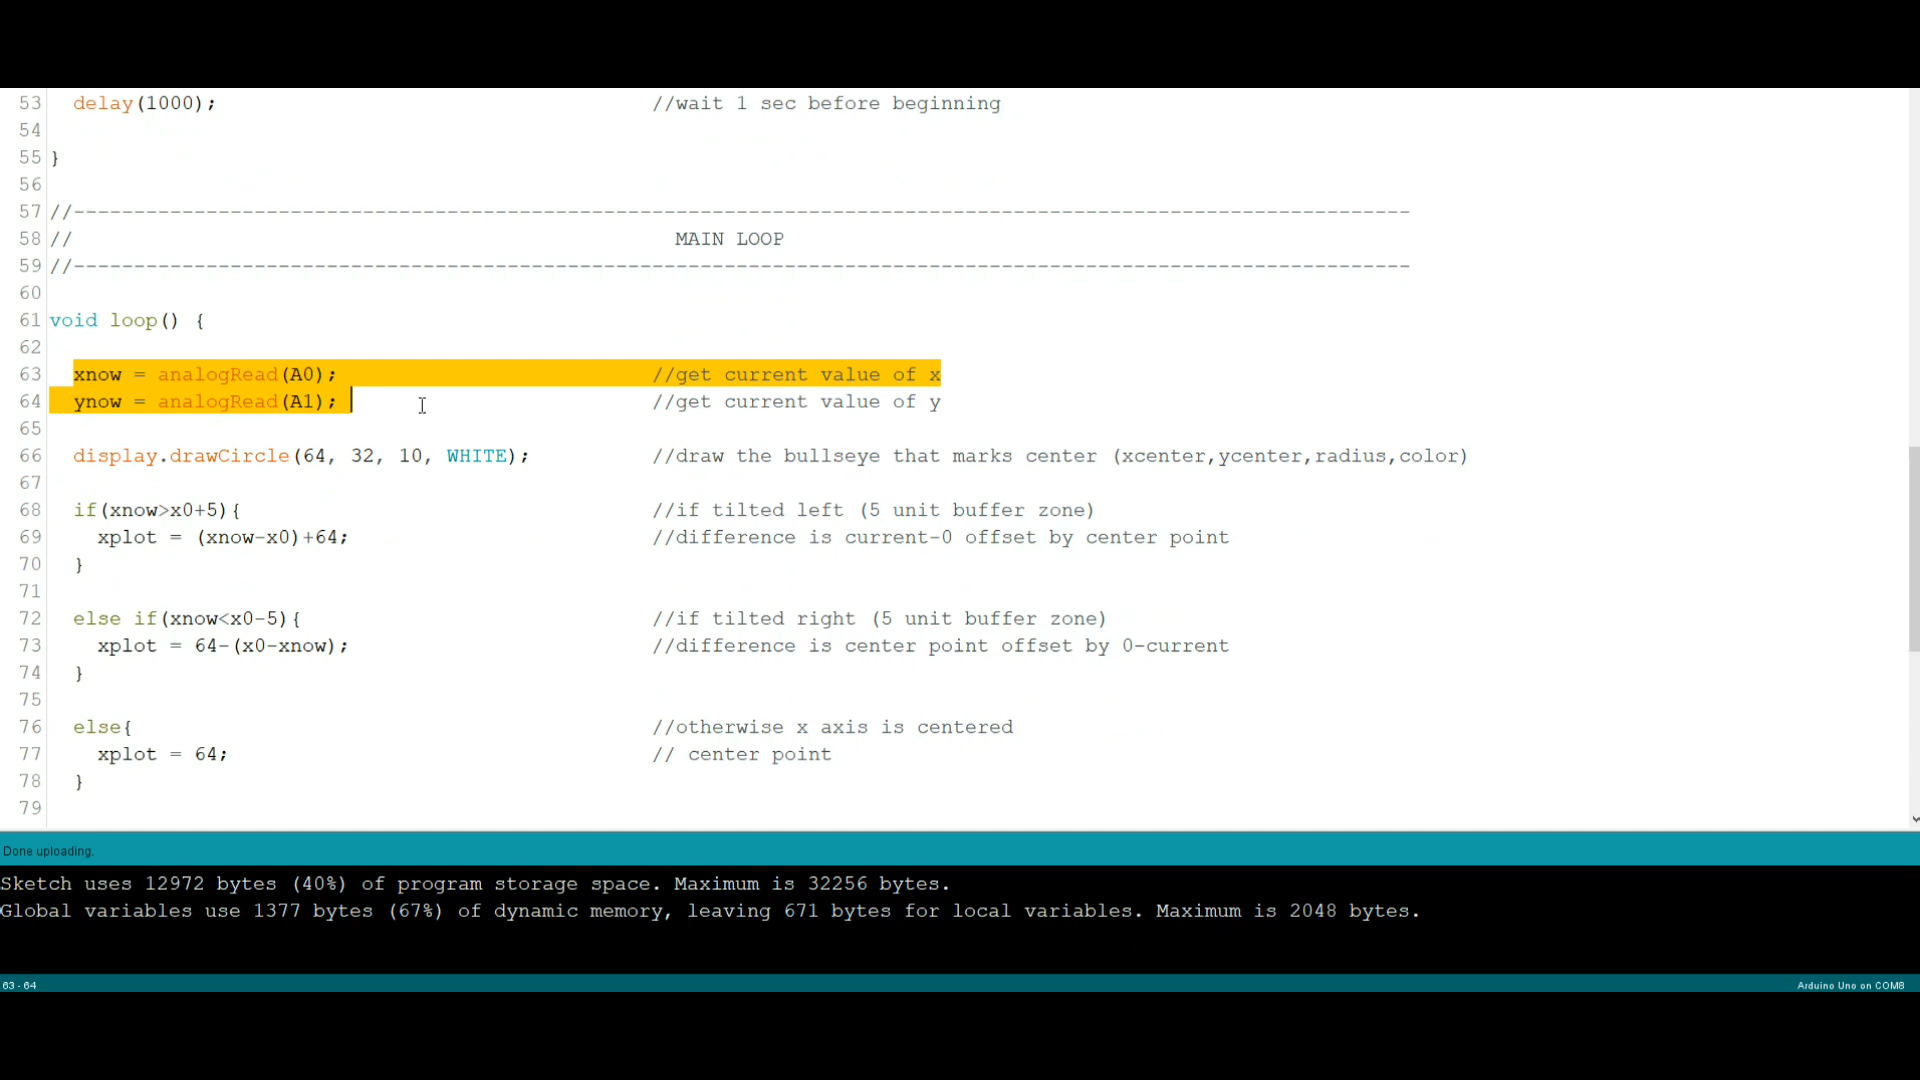 53 delay(1000); //wait 1 sec before beginning
54
55 }
56
57 //---------------------------------------------------------------------------------------------------------------
58 // MAIN LOOP
59 //---------------------------------------------------------------------------------------------------------------
60
61 void loop() {
62
63 xnow = analogRead(A0); //get current value of x
64 ynow = analogRead(A1); //get current value of y
65
66 display.drawCircle(64, 32, 10, WHITE); //draw the bullseye that marks center (xcenter,ycenter,radius,color)
67
68 if(xnow>x0+5){ //if tilted left (5 unit buffer zone)
69 xplot = (xnow-x0)+64; //difference is current-0 offset by center point
70 }
71
72 else if(xnow<x0-5){ //if tilted right (5 unit buffer zone)
73 xplot = 64-(x0-xnow); //difference is center point offset by 0-current
74 }
75
76 else{ //otherwise x axis is centered
77 xplot = 64; // center point
78 }
79
Done uploading.
Sketch uses 12972 bytes (40%) of program storage space. Maximum is 32256 bytes.
Global variables use 1377 bytes (67%) of dynamic memory, leaving 671 bytes for local variables. Maximum is 2048 bytes.
63 - 64 Arduino Uno on COM8